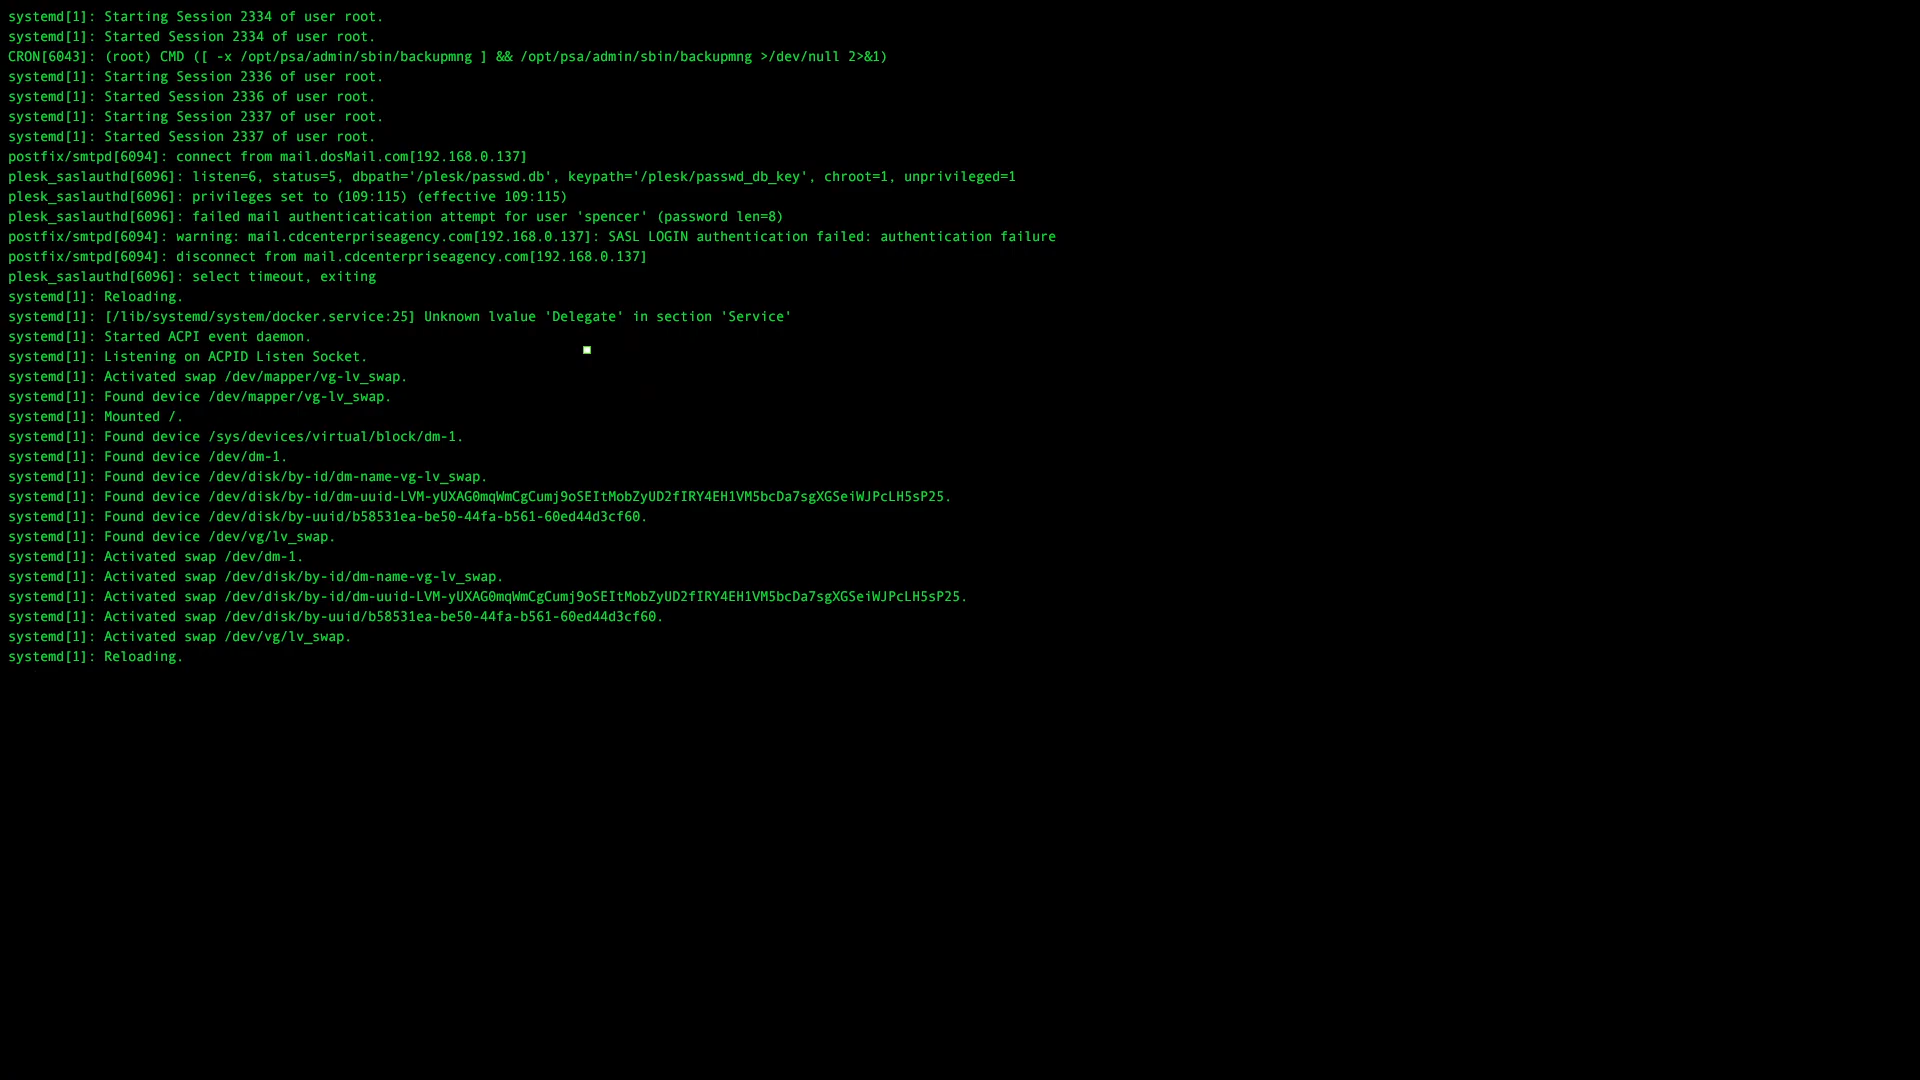 systemd[1]: Starting Session 2334 of user root.
systemd[1]: Started Session 2334 of user root.
CRON[6043]: (root) CMD ([ -x /opt/psa/admin/sbin/backupmng ] && /opt/psa/admin/sbin/backupmng >/dev/null 2>&1)
systemd[1]: Starting Session 2336 of user root.
systemd[1]: Started Session 2336 of user root.
systemd[1]: Starting Session 2337 of user root.
systemd[1]: Started Session 2337 of user root.
postfix/smtpd[6094]: connect from mail.dosMail.com[192.168.0.137]
plesk_saslauthd[6096]: listen=6, status=5, dbpath='/plesk/passwd.db', keypath='/plesk/passwd_db_key', chroot=1, unprivileged=1
plesk_saslauthd[6096]: privileges set to (109:115) (effective 109:115)
plesk_saslauthd[6096]: failed mail authenticatication attempt for user 'spencer' (password len=8)
postfix/smtpd[6094]: warning: mail.cdcenterpriseagency.com[192.168.0.137]: SASL LOGIN authentication failed: authentication failure
postfix/smtpd[6094]: disconnect from mail.cdcenterpriseagency.com[192.168.0.137]
plesk_saslauthd[6096]: select timeout, exiting
systemd[1]: Reloading.
systemd[1]: [/lib/systemd/system/docker.service:25] Unknown lvalue 'Delegate' in section 'Service'
systemd[1]: Started ACPI event daemon.
systemd[1]: Listening on ACPID Listen Socket.
systemd[1]: Activated swap /dev/mapper/vg-lv_swap.
systemd[1]: Found device /dev/mapper/vg-lv_swap.
systemd[1]: Mounted /.
systemd[1]: Found device /sys/devices/virtual/block/dm-1.
systemd[1]: Found device /dev/dm-1.
systemd[1]: Found device /dev/disk/by-id/dm-name-vg-lv_swap.
systemd[1]: Found device /dev/disk/by-id/dm-uuid-LVM-yUXAG0mqWmCgCumj9oSEItMobZyUD2fIRY4EH1VM5bcDa7sgXGSeiWJPcLH5sP25.
systemd[1]: Found device /dev/disk/by-uuid/b58531ea-be50-44fa-b561-60ed44d3cf60.
systemd[1]: Found device /dev/vg/lv_swap.
systemd[1]: Activated swap /dev/dm-1.
systemd[1]: Activated swap /dev/disk/by-id/dm-name-vg-lv_swap.
systemd[1]: Activated swap /dev/disk/by-id/dm-uuid-LVM-yUXAG0mqWmCgCumj9oSEItMobZyUD2fIRY4EH1VM5bcDa7sgXGSeiWJPcLH5sP25.
systemd[1]: Activated swap /dev/disk/by-uuid/b58531ea-be50-44fa-b561-60ed44d3cf60.
systemd[1]: Activated swap /dev/vg/lv_swap.
systemd[1]: Reloading.